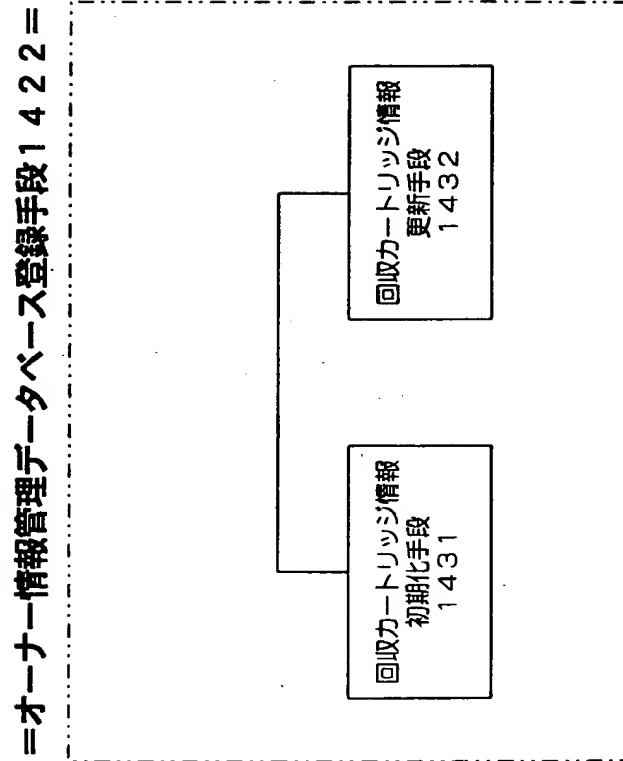 =オーナー情報管理データベース登録手段1422=
回収カートリッジ情報
初期化手段
1431
回収カートリッジ情報
更新手段
1432